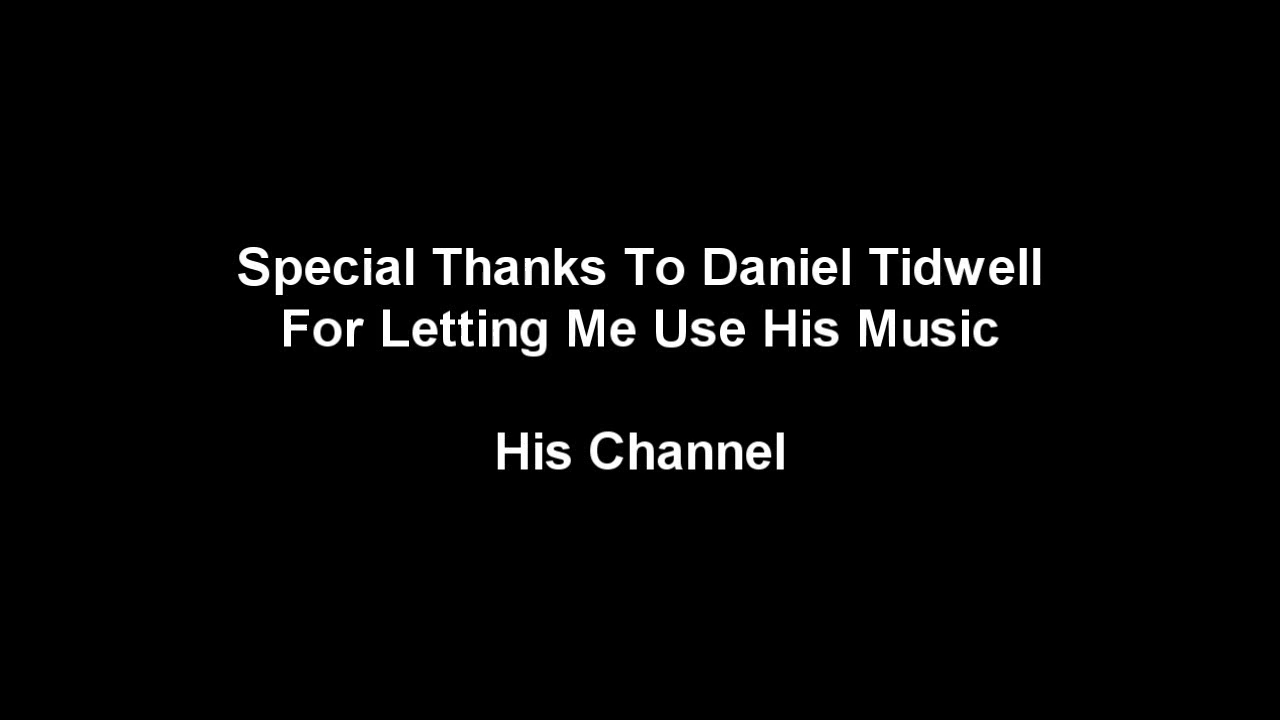 Special Thanks To Daniel Tidwell
For Letting Me Use His Music
His Channel